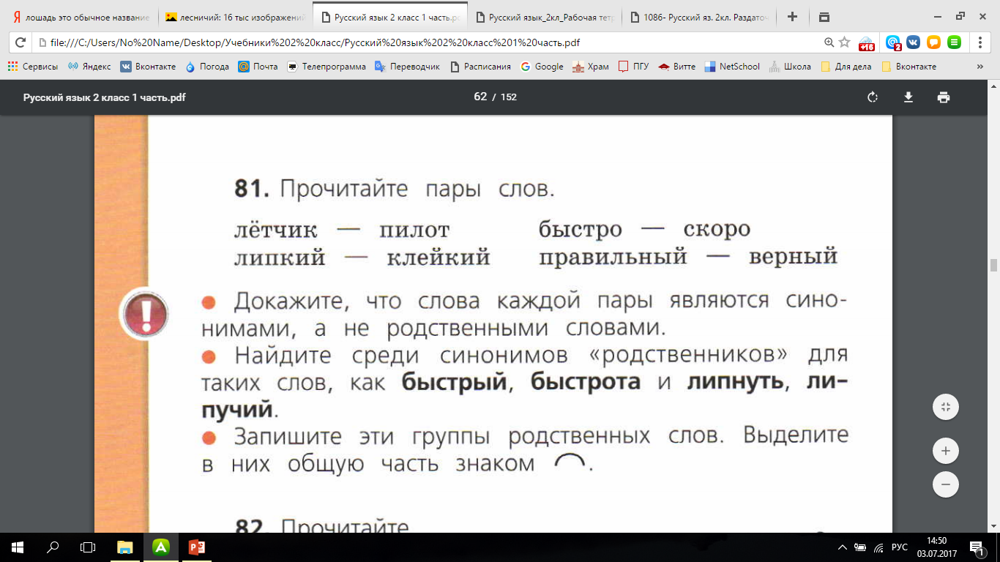 лошадь это обычное название
лесничий: 16 тыс изображений
Русский язык 2 класс 1 часть.pd
Русский язык_2кл_Рабочая тетр
1086- Русский яз. 2кл. Раздаточ
file:///C:/Users/No%20Name/Desktop/Учебники%202%20класс/Русский%20язык%202%20класс%201%20часть.pdf
+16
2
Сервисы Яндекс Вконтакте Погода Почта Телепрограмма Переводчик Расписания Google Храм ПГУ Витте NetSchool Школа Для дела Вконтакте »
Русский язык 2 класс 1 часть.pdf 62 / 152
81. Прочитайте пары слов.
лётчик — пилот быстро — скоро
липкий — клейкий правильный — верный
! ● Докажите, что слова каждой пары являются сино-
нимами, а не родственными словами.
● Найдите среди синонимов «родственников» для
таких слов, как быстрый, быстрота и липнуть, ли-
пучий.
● Запишите эти группы родственных слов. Выделите
в них общую часть знаком ⌒.
82. Прочитайте
РУС
14:50
03.07.2017
1